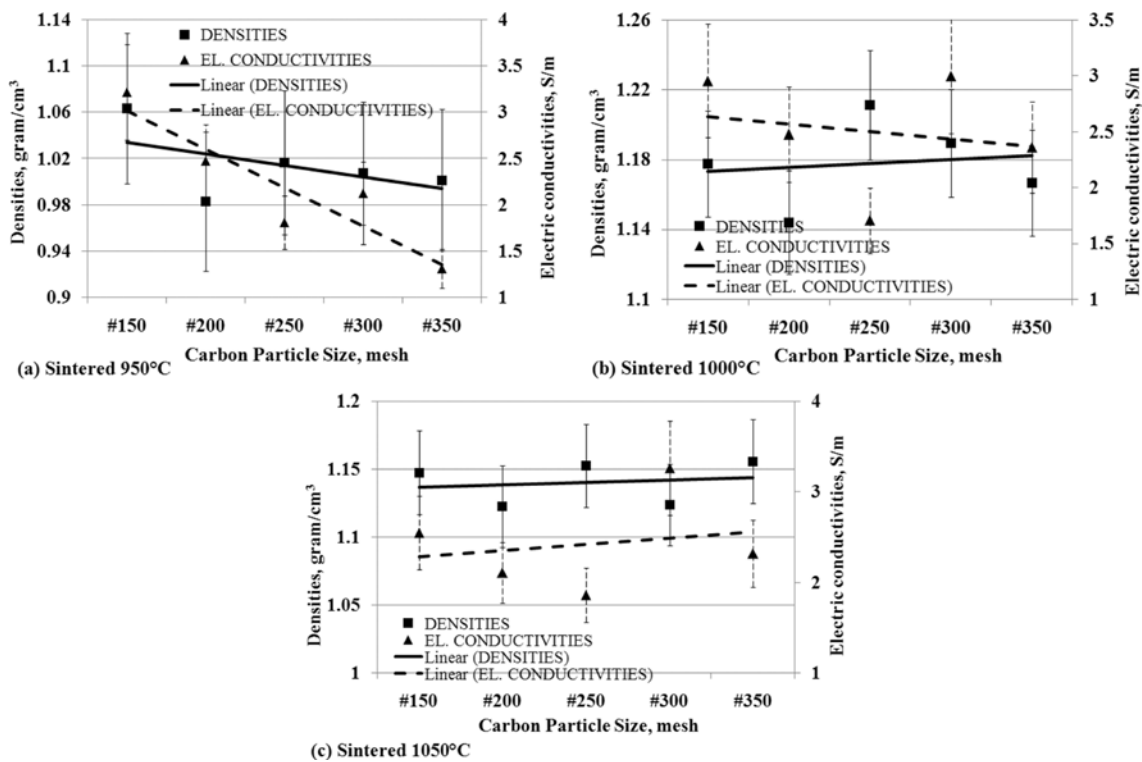 1.14
1.1
1.06
1.02
0.98
0.94
0.9
Densities, gram/cm³
4
3.5
3
2.5
2
1.5
1
Electric conductivities, S/m
DENSITIES
EL. CONDUCTIVITIES
Linear (DENSITIES)
Linear (EL. CONDUCTIVITIES)
#150 #200 #250 #300 #350
Carbon Particle Size, mesh
(a) Sintered 950°C
1.26
1.22
1.18
1.14
1.1
Densities, gram/cm³
3.5
3
2.5
2
1.5
1
Electric conductivities, S/m
DENSITIES
EL. CONDUCTIVITIES
Linear (DENSITIES)
Linear (EL. CONDUCTIVITIES)
#150 #200 #250 #300 #350
Carbon Particle Size, mesh
(b) Sintered 1000°C
1.2
1.15
1.1
1.05
1
Densities, gram/cm³
4
3
2
1
Electric conductivities, S/m
DENSITIES
EL. CONDUCTIVITIES
Linear (DENSITIES)
Linear (EL. CONDUCTIVITIES)
#150 #200 #250 #300 #350
Carbon Particle Size, mesh
(c) Sintered 1050°C